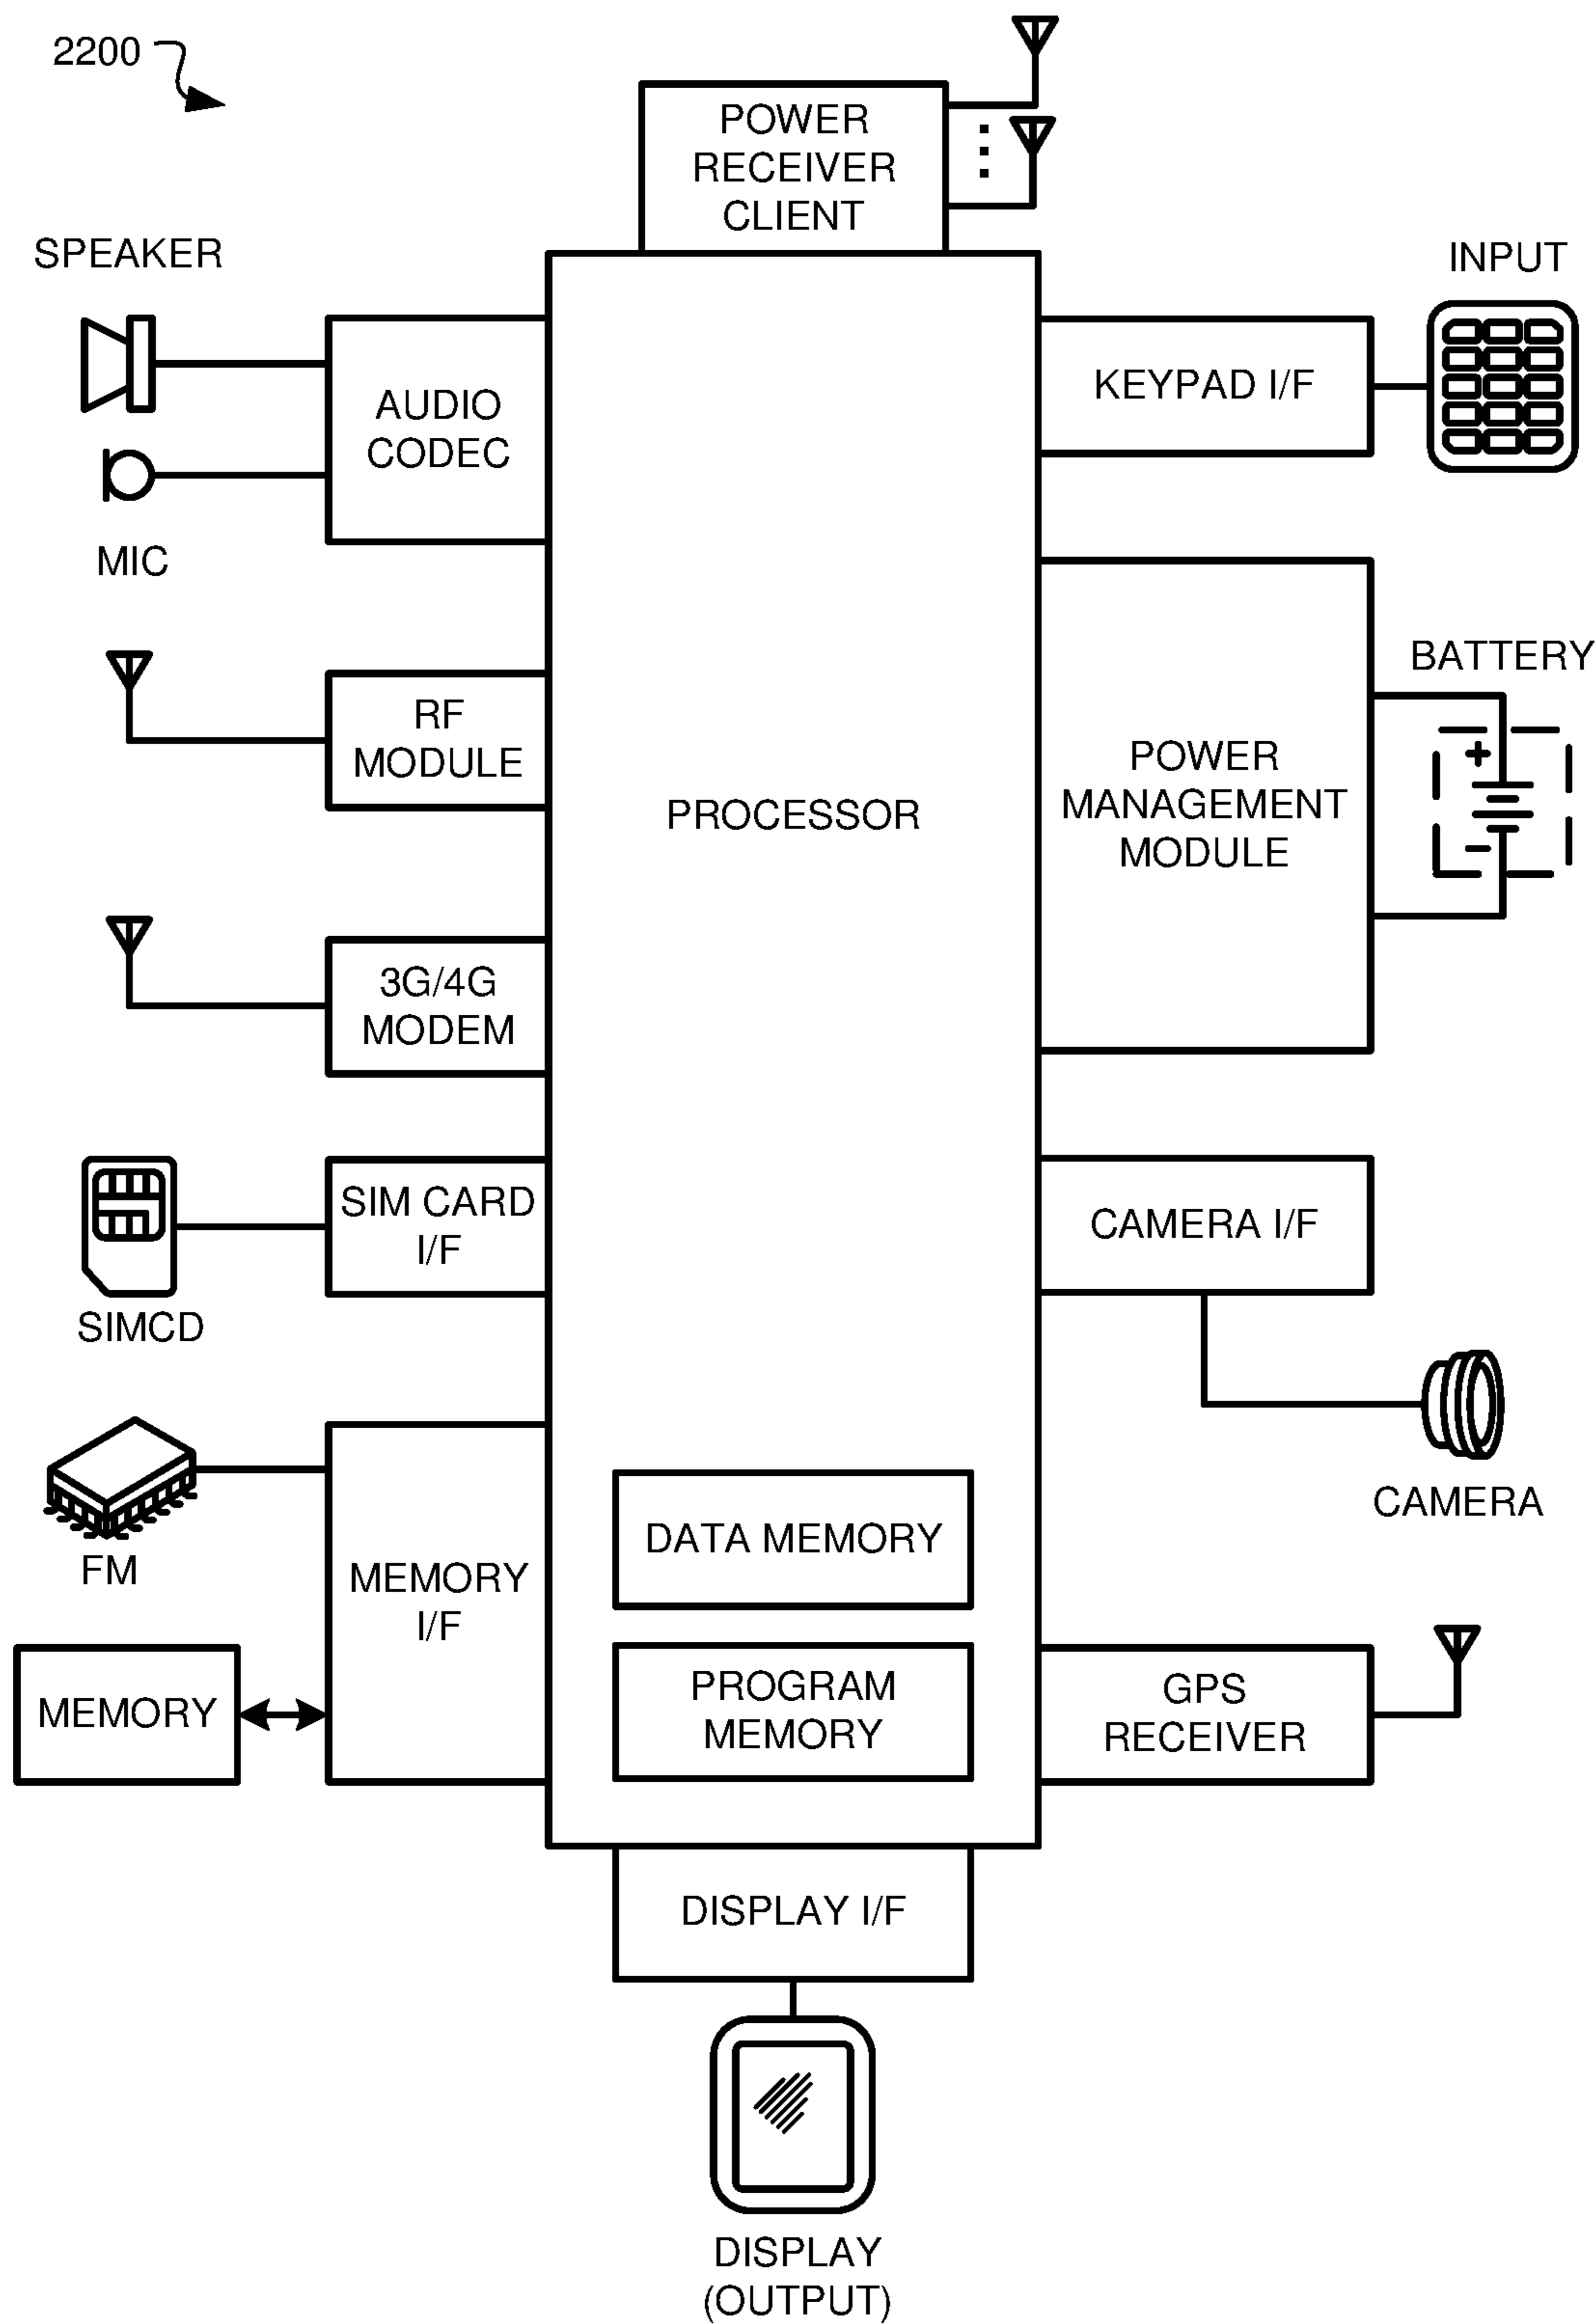 2200
POWER
RECEIVER
CLIENT
SPEAKER
INPUT
AUDIO
CODEC
KEYPAD I/F
MIC
BATTERY
RF
MODULE
PROCESSOR
POWER
MANAGEMENT
MODULE
+
-
3G/4G
MODEM
SIM CARD
I/F
CAMERA I/F
SIMCD
CAMERA
FM
MEMORY
I/F
DATA MEMORY
MEMORY
PROGRAM
MEMORY
GPS
RECEIVER
DISPLAY I/F
DISPLAY
(OUTPUT)